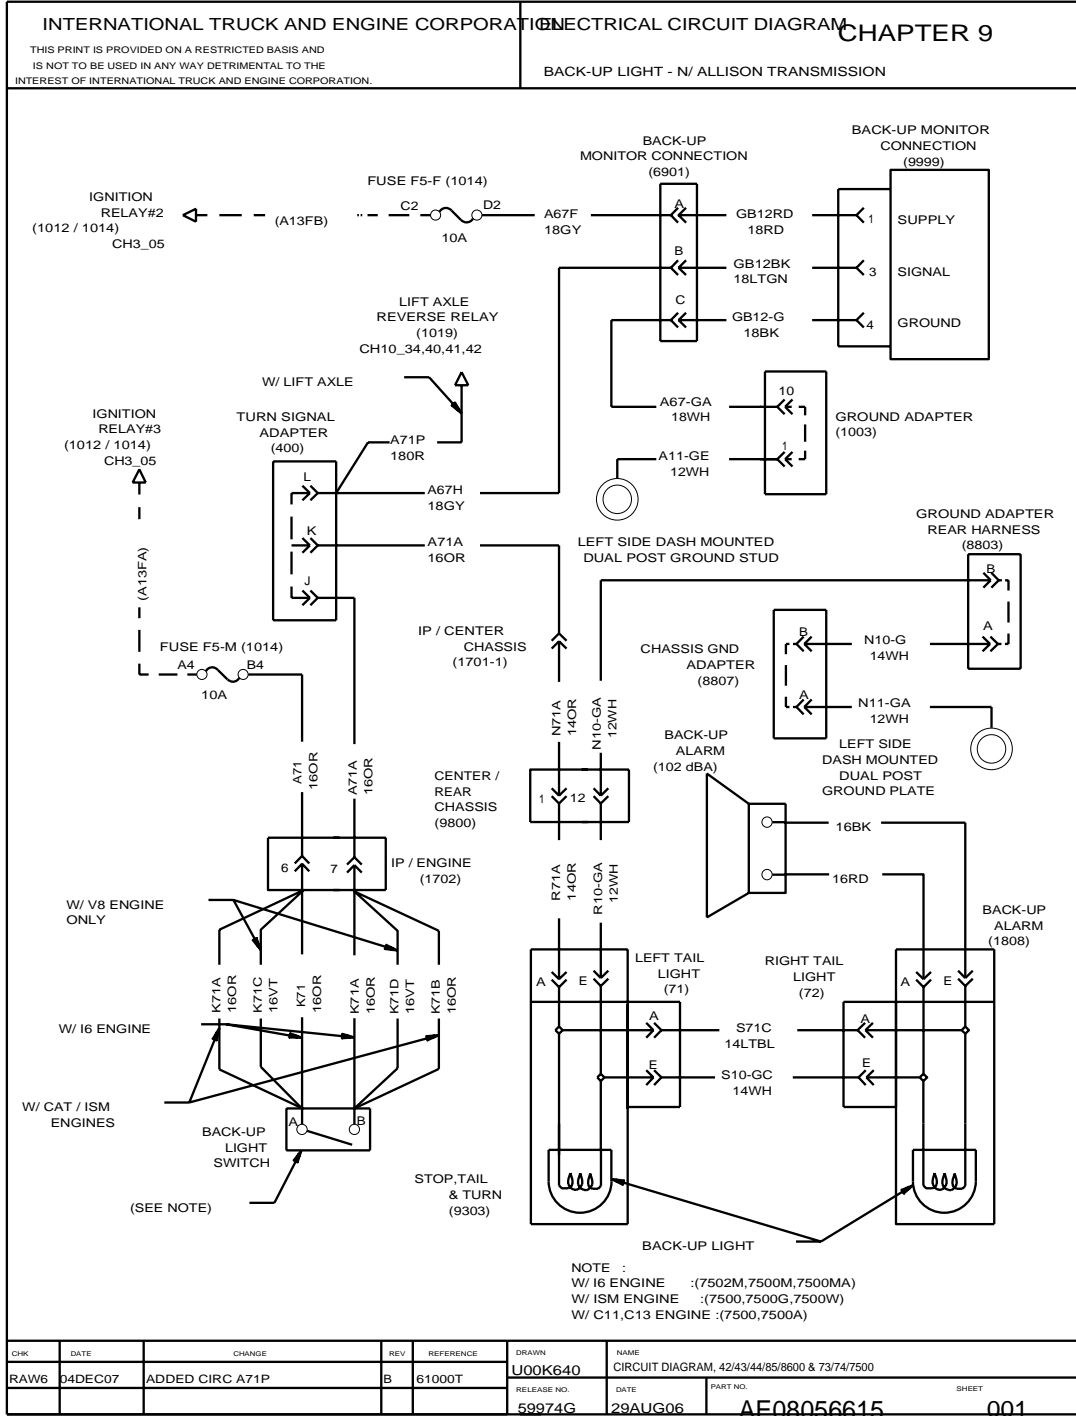 INTERNATIONAL TRUCK AND ENGINE CORPORATION
ELECTRICAL CIRCUIT DIAGRAM
CHAPTER 9
THIS PRINT IS PROVIDED ON A RESTRICTED BASIS AND
IS NOT TO BE USED IN ANY WAY DETRIMENTAL TO THE
INTEREST OF INTERNATIONAL TRUCK AND ENGINE CORPORATION.
BACK-UP LIGHT - N/ ALLISON TRANSMISSION
BACK-UP
MONITOR CONNECTION
(6901)
BACK-UP MONITOR
CONNECTION
(9999)
IGNITION
RELAY#2
(1012 / 1014)
CH3_05
(A13FB)
FUSE F5-F (1014)
C2
D2
10A
A67F
18GY
A
GB12RD
18RD
1
SUPPLY
B
GB12BK
18LTGN
3
SIGNAL
C
GB12-G
18BK
4
GROUND
LIFT AXLE
REVERSE RELAY
(1019)
CH10_34,40,41,42
W/ LIFT AXLE
A71P
180R
A67-GA
18WH
10
A11-GE
12WH
1
GROUND ADAPTER
(1003)
LEFT SIDE DASH MOUNTED
DUAL POST GROUND STUD
IGNITION
RELAY#3
(1012 / 1014)
CH3_05
(A13FA)
TURN SIGNAL
ADAPTER
(400)
L
A67H
18GY
K
A71A
16OR
J
GROUND ADAPTER
REAR HARNESS
(8803)
B
A
N10-G
14WH
B
A
CHASSIS GND
ADAPTER
(8807)
N11-GA
12WH
LEFT SIDE
DASH MOUNTED
DUAL POST
GROUND PLATE
FUSE F5-M (1014)
A4
B4
10A
IP / CENTER
CHASSIS
(1701-1)
A71
16OR
A71A
16OR
N71A
14OR
N10-GA
12WH
CENTER /
REAR
CHASSIS
(9800)
1
12
BACK-UP
ALARM
(102 dBA)
16BK
16RD
IP / ENGINE
(1702)
6
7
R71A
14OR
R10-GA
12WH
W/ V8 ENGINE
ONLY
K71A
16OR
K71C
16VT
K71
16OR
K71A
16OR
K71D
16VT
K71B
16OR
W/ I6 ENGINE
W/ CAT / ISM
ENGINES
BACK-UP
LIGHT
SWITCH
A
B
(SEE NOTE)
BACK-UP
ALARM
(1808)
A
E
LEFT TAIL
LIGHT
(71)
RIGHT TAIL
LIGHT
(72)
A
E
A
S71C
14LTBL
A
E
S10-GC
14WH
E
STOP,TAIL
& TURN
(9303)
BACK-UP LIGHT
NOTE :
W/ I6 ENGINE :(7502M,7500M,7500MA)
W/ ISM ENGINE :(7500,7500G,7500W)
W/ C11,C13 ENGINE :(7500,7500A)
CHK DATE CHANGE REV REFERENCE
RAW6 04DEC07 ADDED CIRC A71P B 61000T
DRAWN
U00K640
NAME
CIRCUIT DIAGRAM, 42/43/44/85/8600 & 73/74/7500
RELEASE NO.
59974G
DATE
29AUG06
PART NO.
AE08056615
SHEET
001